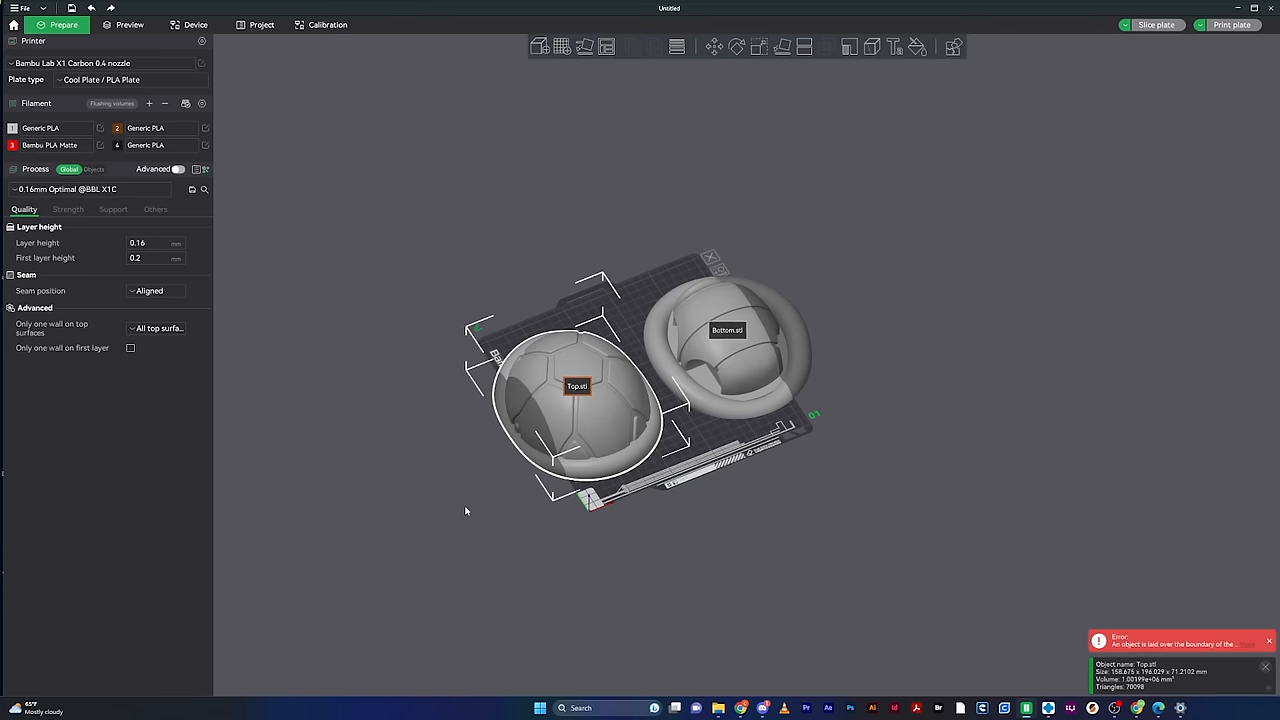 File
Untitled
Prepare
Preview
Device
Project
Calibration
Slice plate
Print plate
Printer
Bambu Lab X1 Carbon 0.4 nozzle
Plate type
Cool Plate / PLA Plate
Filament
Flushing volumes
1 Generic PLA
2 Generic PLA
3 Bambu PLA Matte
4 Generic PLA
Process
Global
Objects
Advanced
0.16mm Optimal @BBL X1C
Quality
Strength
Support
Others
Layer height
Layer height
0.16 mm
First layer height
0.2 mm
Seam
Seam position
Aligned
Advanced
Only one wall on top
surfaces
All top surfa...
Only one wall on first layer
Top.stl
Bottom.stl
01
Error:
An object is laid over the boundary of the ..
Object name: Top.stl
Size: 158.675 x 196.029 x 71.2102 mm
Volume: 1.00199e+06 mm³
Triangles: 70098
65°F
Mostly cloudy
Search